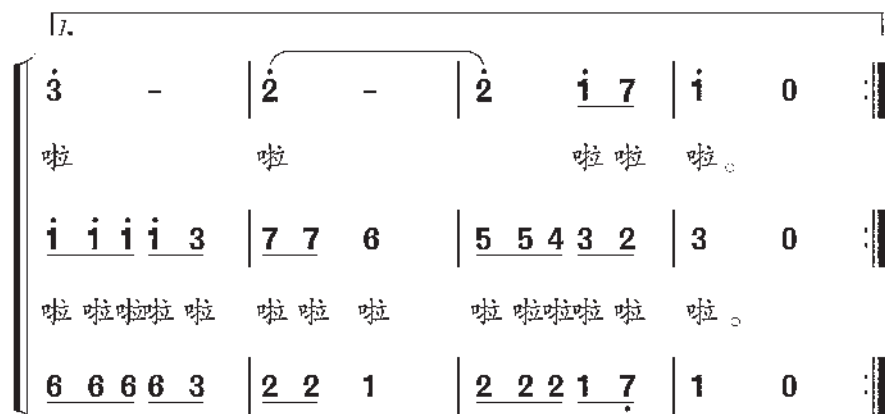 1.
3̇ - | 2̇ - | 2̇ 1̇ 7 | 1̇ 0 :‖
啦 啦 啦 啦 啦。
1̇ 1̇ 1̇ 1̇ 3 | 7 7 6 | 5 5 4 3 2 | 3 0 :‖
啦 啦啦啦 啦 啦 啦 啦 啦 啦啦啦 啦 啦。
6 6 6 6 3 | 2 2 1 | 2 2 2 1 7̣ | 1 0 :‖